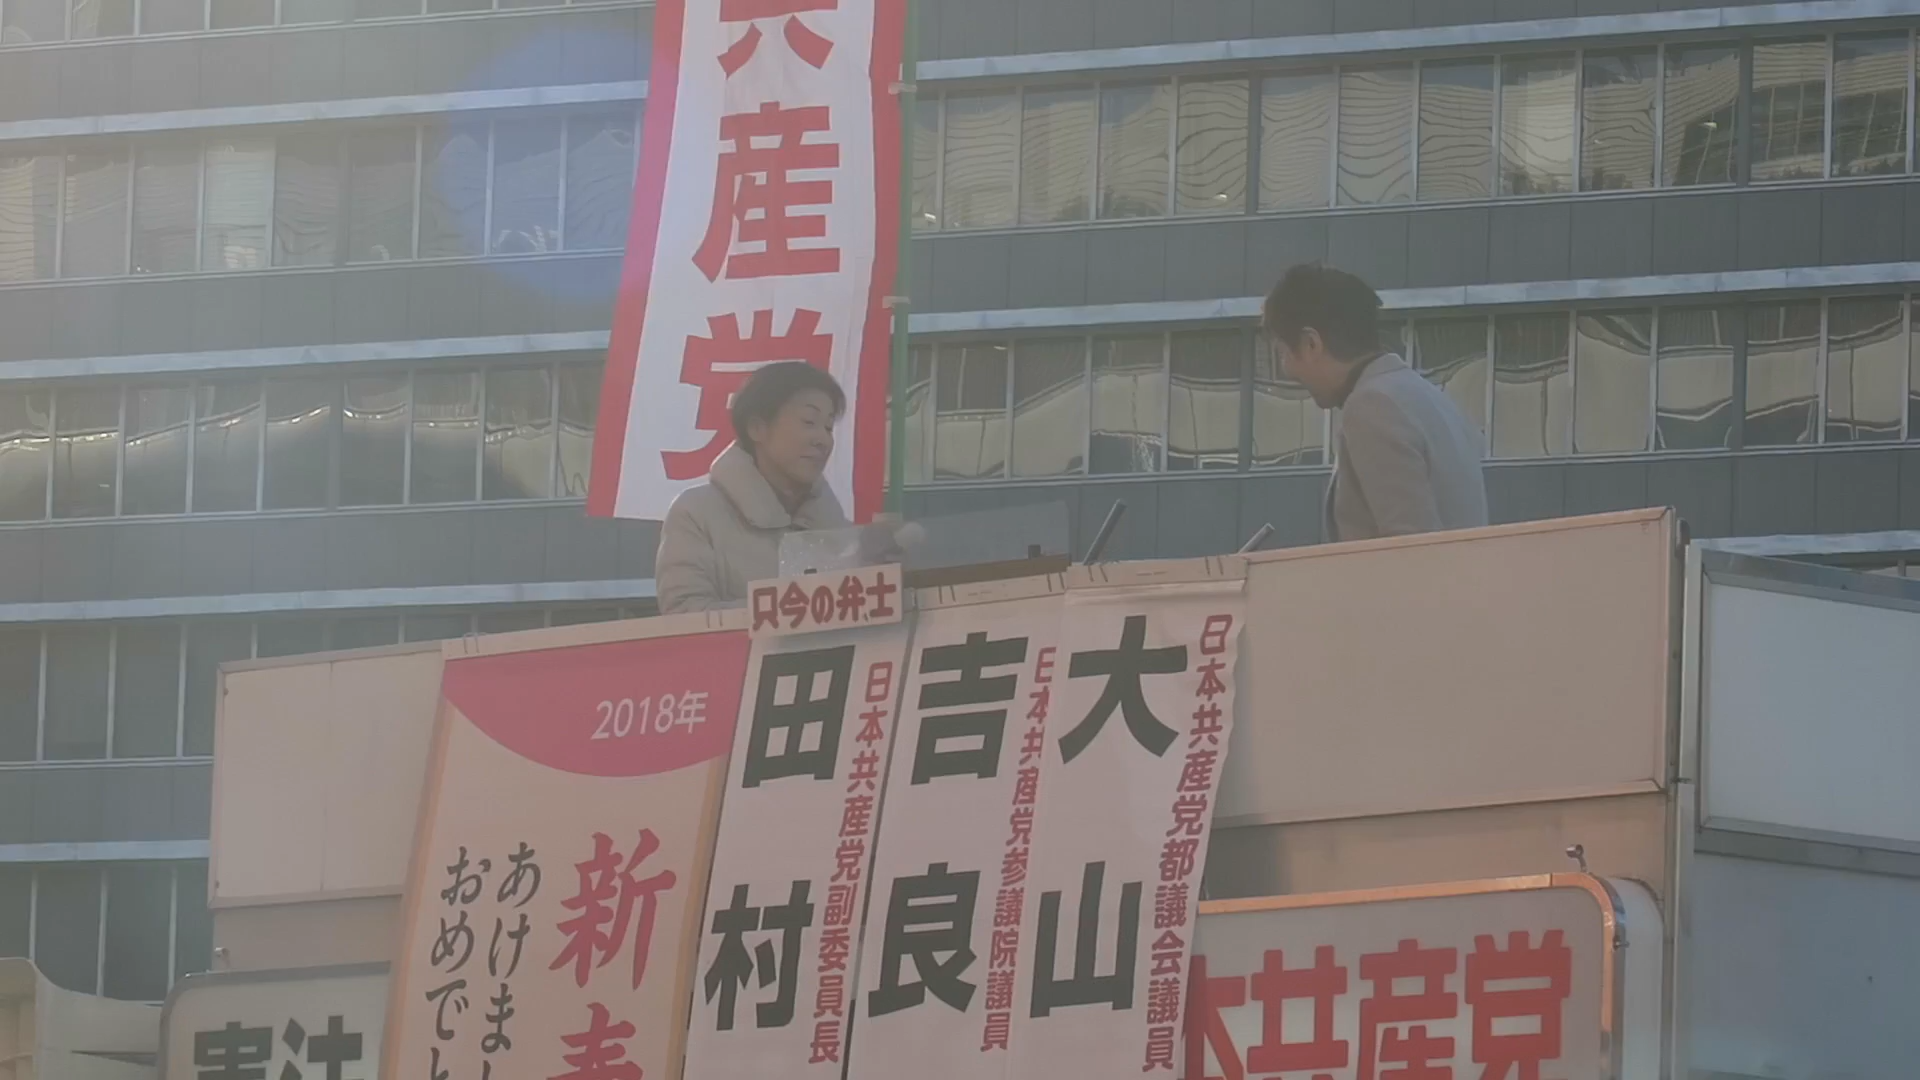 共産党
只今の弁士
2018年
新春
あけまし
おめでと
田村
日本共産党副委員長
吉良
日本共産党参議院議員
大山
日本共産党都議会議員
憲法
本共産党